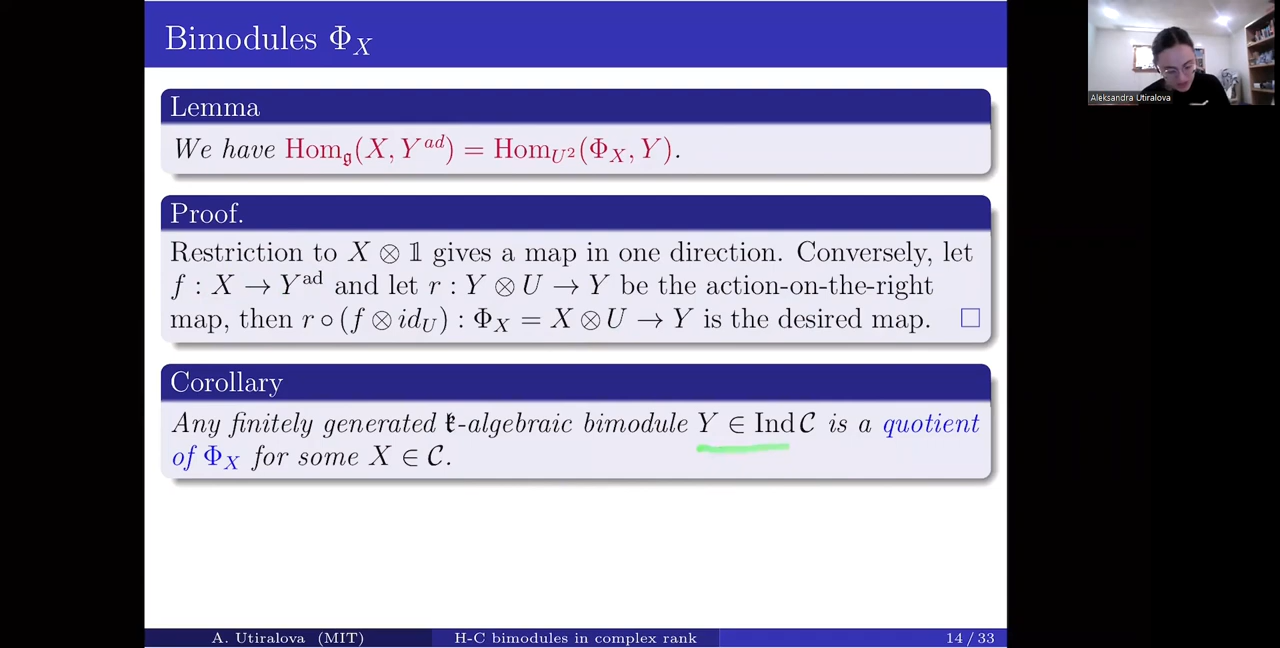 Bimodules Φ_X
Aleksandra Utiralova
Lemma
We have Hom_𝔤(X, Y^{ad}) = Hom_{U²}(Φ_X, Y).
Proof.
Restriction to X ⊗ 𝟙 gives a map in one direction. Conversely, let
f : X → Y^{ad} and let r : Y ⊗ U → Y be the action-on-the-right
map, then r ∘ (f ⊗ id_U) : Φ_X = X ⊗ U → Y is the desired map. □
Corollary
Any finitely generated 𝔨-algebraic bimodule Y ∈ Ind 𝒞 is a quotient
of Φ_X for some X ∈ 𝒞.
A. Utiralova (MIT) H-C bimodules in complex rank 14 / 33